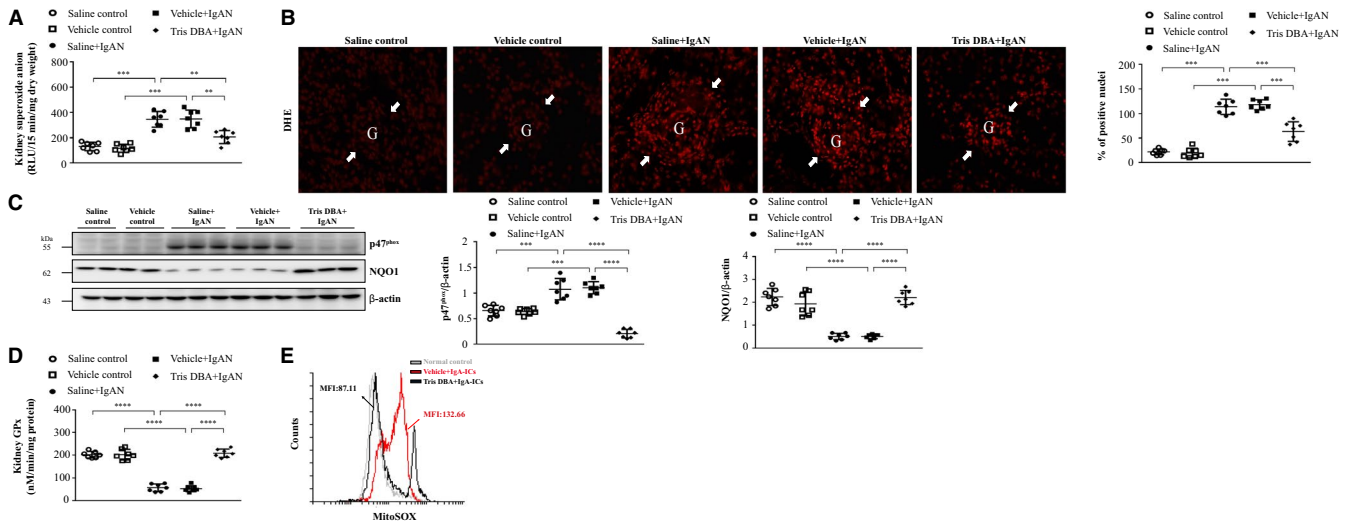 A
Saline control
Vehicle+IgAN
Vehicle control
Tris DBA+IgAN
Saline+IgAN
Kidney superoxide anion
(RLU/15 min/mg dry weight)
800
600
400
200
0
***
**
***
**
B
Saline control
Vehicle control
Saline+IgAN
Vehicle+IgAN
Tris DBA+IgAN
DHE
G
G
G
G
G
Saline control
Vehicle+IgAN
Vehicle control
Tris DBA+IgAN
Saline+IgAN
% of positive nuclei
200
150
100
50
0
***
***
***
***
C
Saline control
Vehicle control
Saline+ IgAN
Vehicle+ IgAN
Tris DBA+ IgAN
kDa
55
p47phox
62
NQO1
43
β-actin
Saline control
Vehicle+IgAN
Vehicle control
Tris DBA+IgAN
Saline+IgAN
p47phox/β-actin
2
1.5
1
0.5
0
***
****
***
****
Saline control
Vehicle+IgAN
Vehicle control
Tris DBA+IgAN
Saline+IgAN
NQO1/β-actin
4
3
2
1
0
****
****
****
****
D
Saline control
Vehicle+IgAN
Vehicle control
Tris DBA+IgAN
Saline+IgAN
Kidney GPx
(nM/min/mg protein)
400
300
200
100
0
****
****
****
****
E
Normal control
Vehicle+IgA-ICs
Tris DBA+IgA-ICs
MFI:87.11
MFI:132.66
Counts
MitoSOX